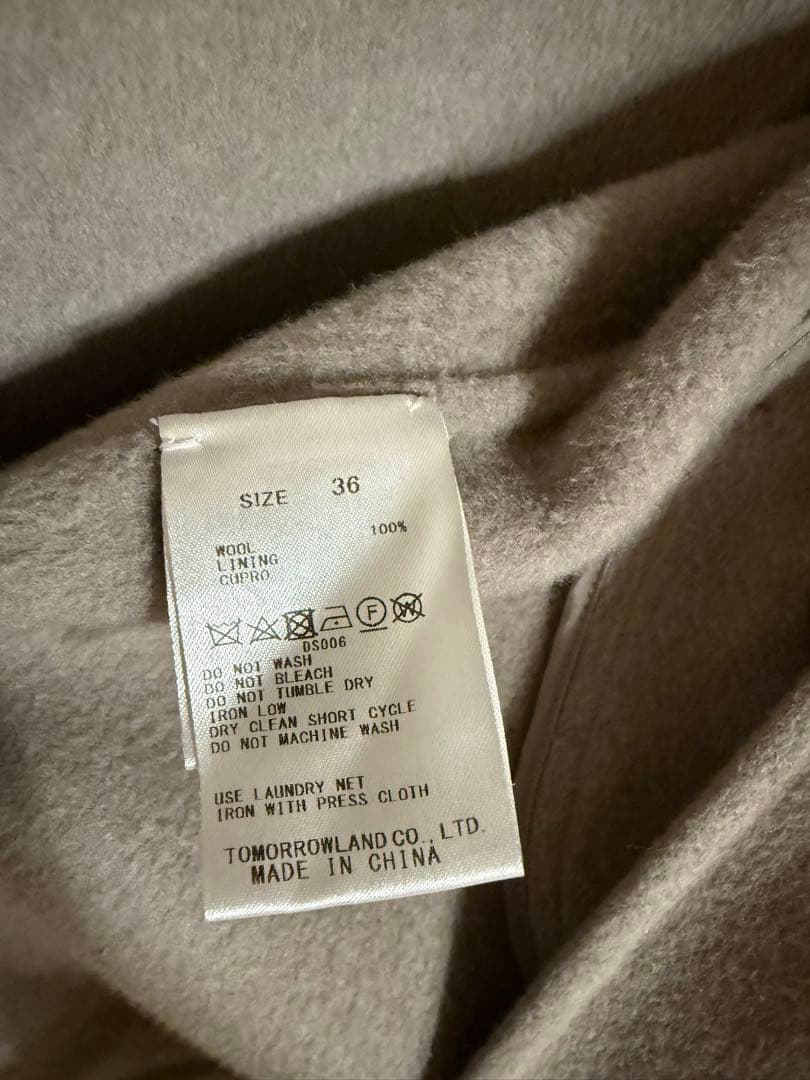 SIZE 36
100%
WOOL
LINING
CUPRO
F W
DS006
DO NOT WASH
DO NOT BLEACH
DO NOT TUMBLE DRY
IRON LOW
DRY CLEAN SHORT CYCLE
DO NOT MACHINE WASH
USE LAUNDRY NET
IRON WITH PRESS CLOTH
TOMORROWLAND CO., LTD.
MADE IN CHINA